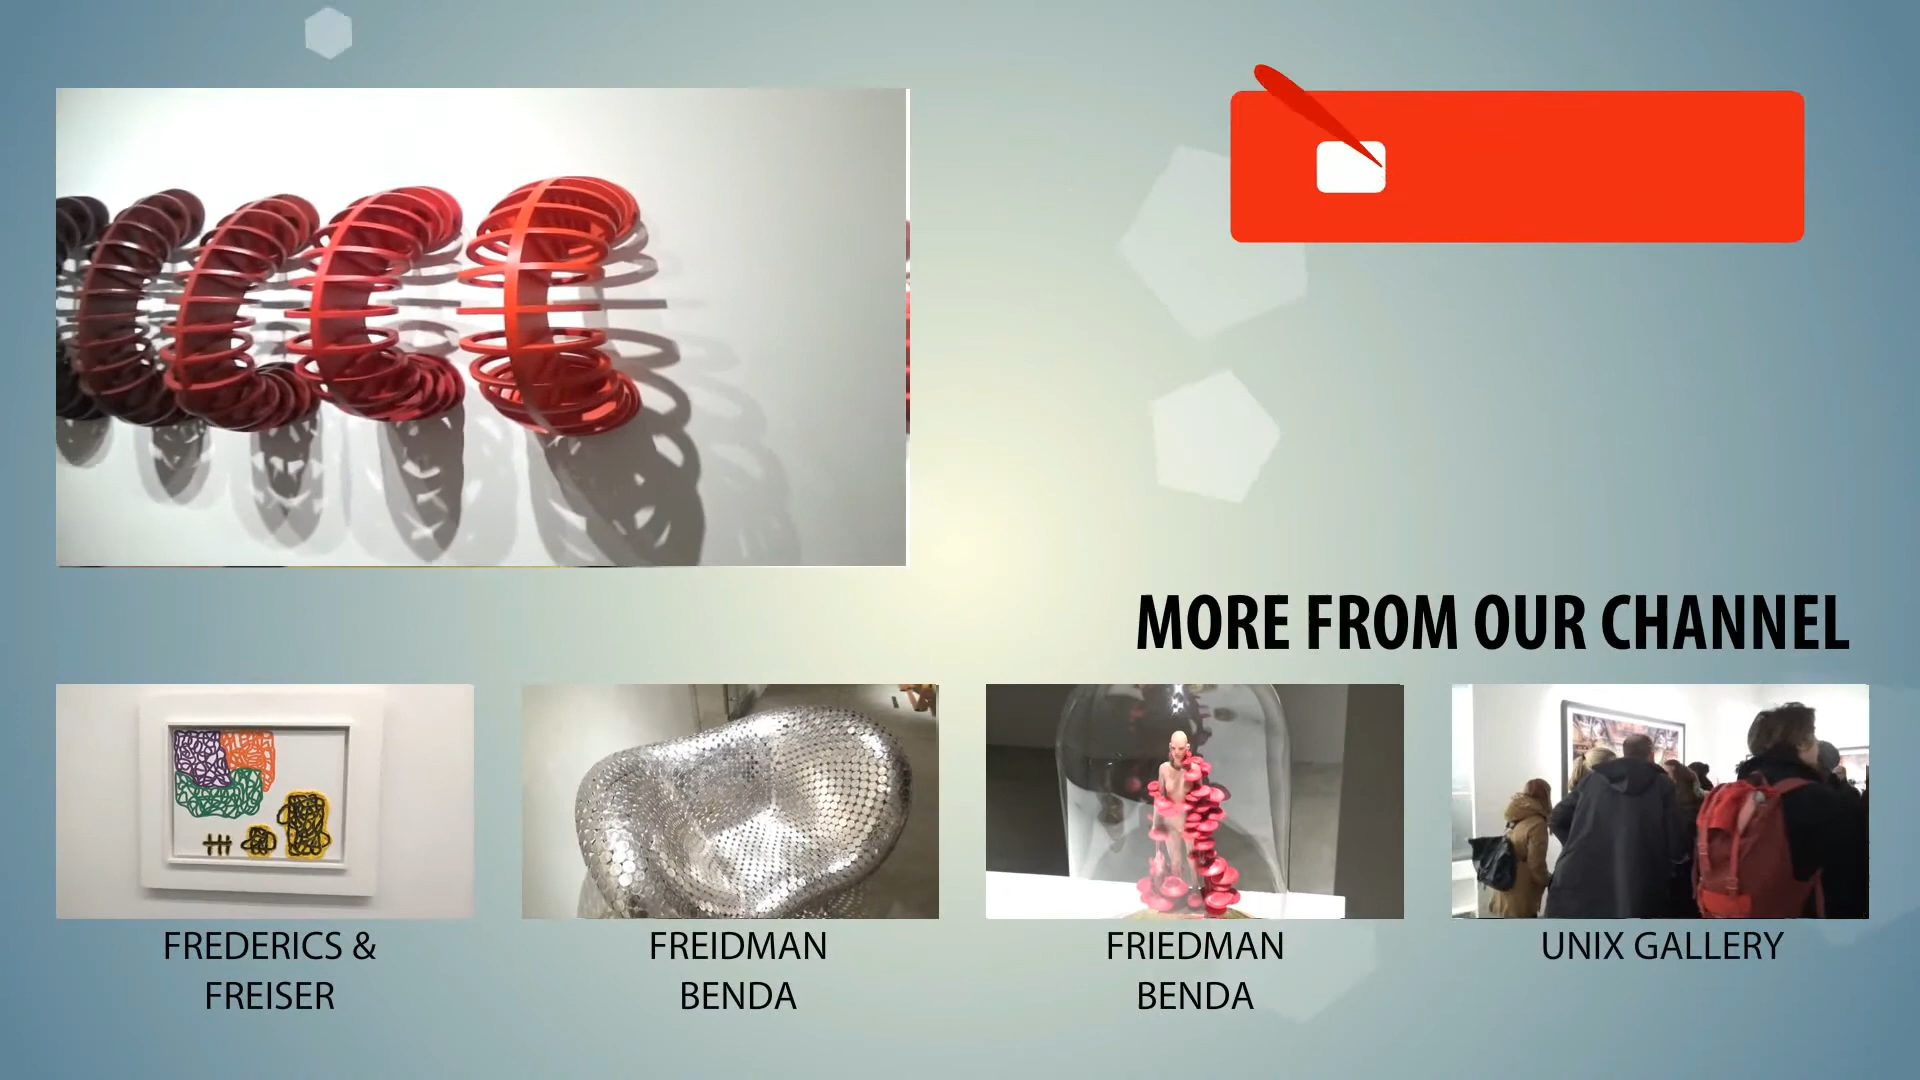 MORE FROM OUR CHANNEL
FREDERICS &
FREISER
FREIDMAN
BENDA
FRIEDMAN
BENDA
UNIX GALLERY